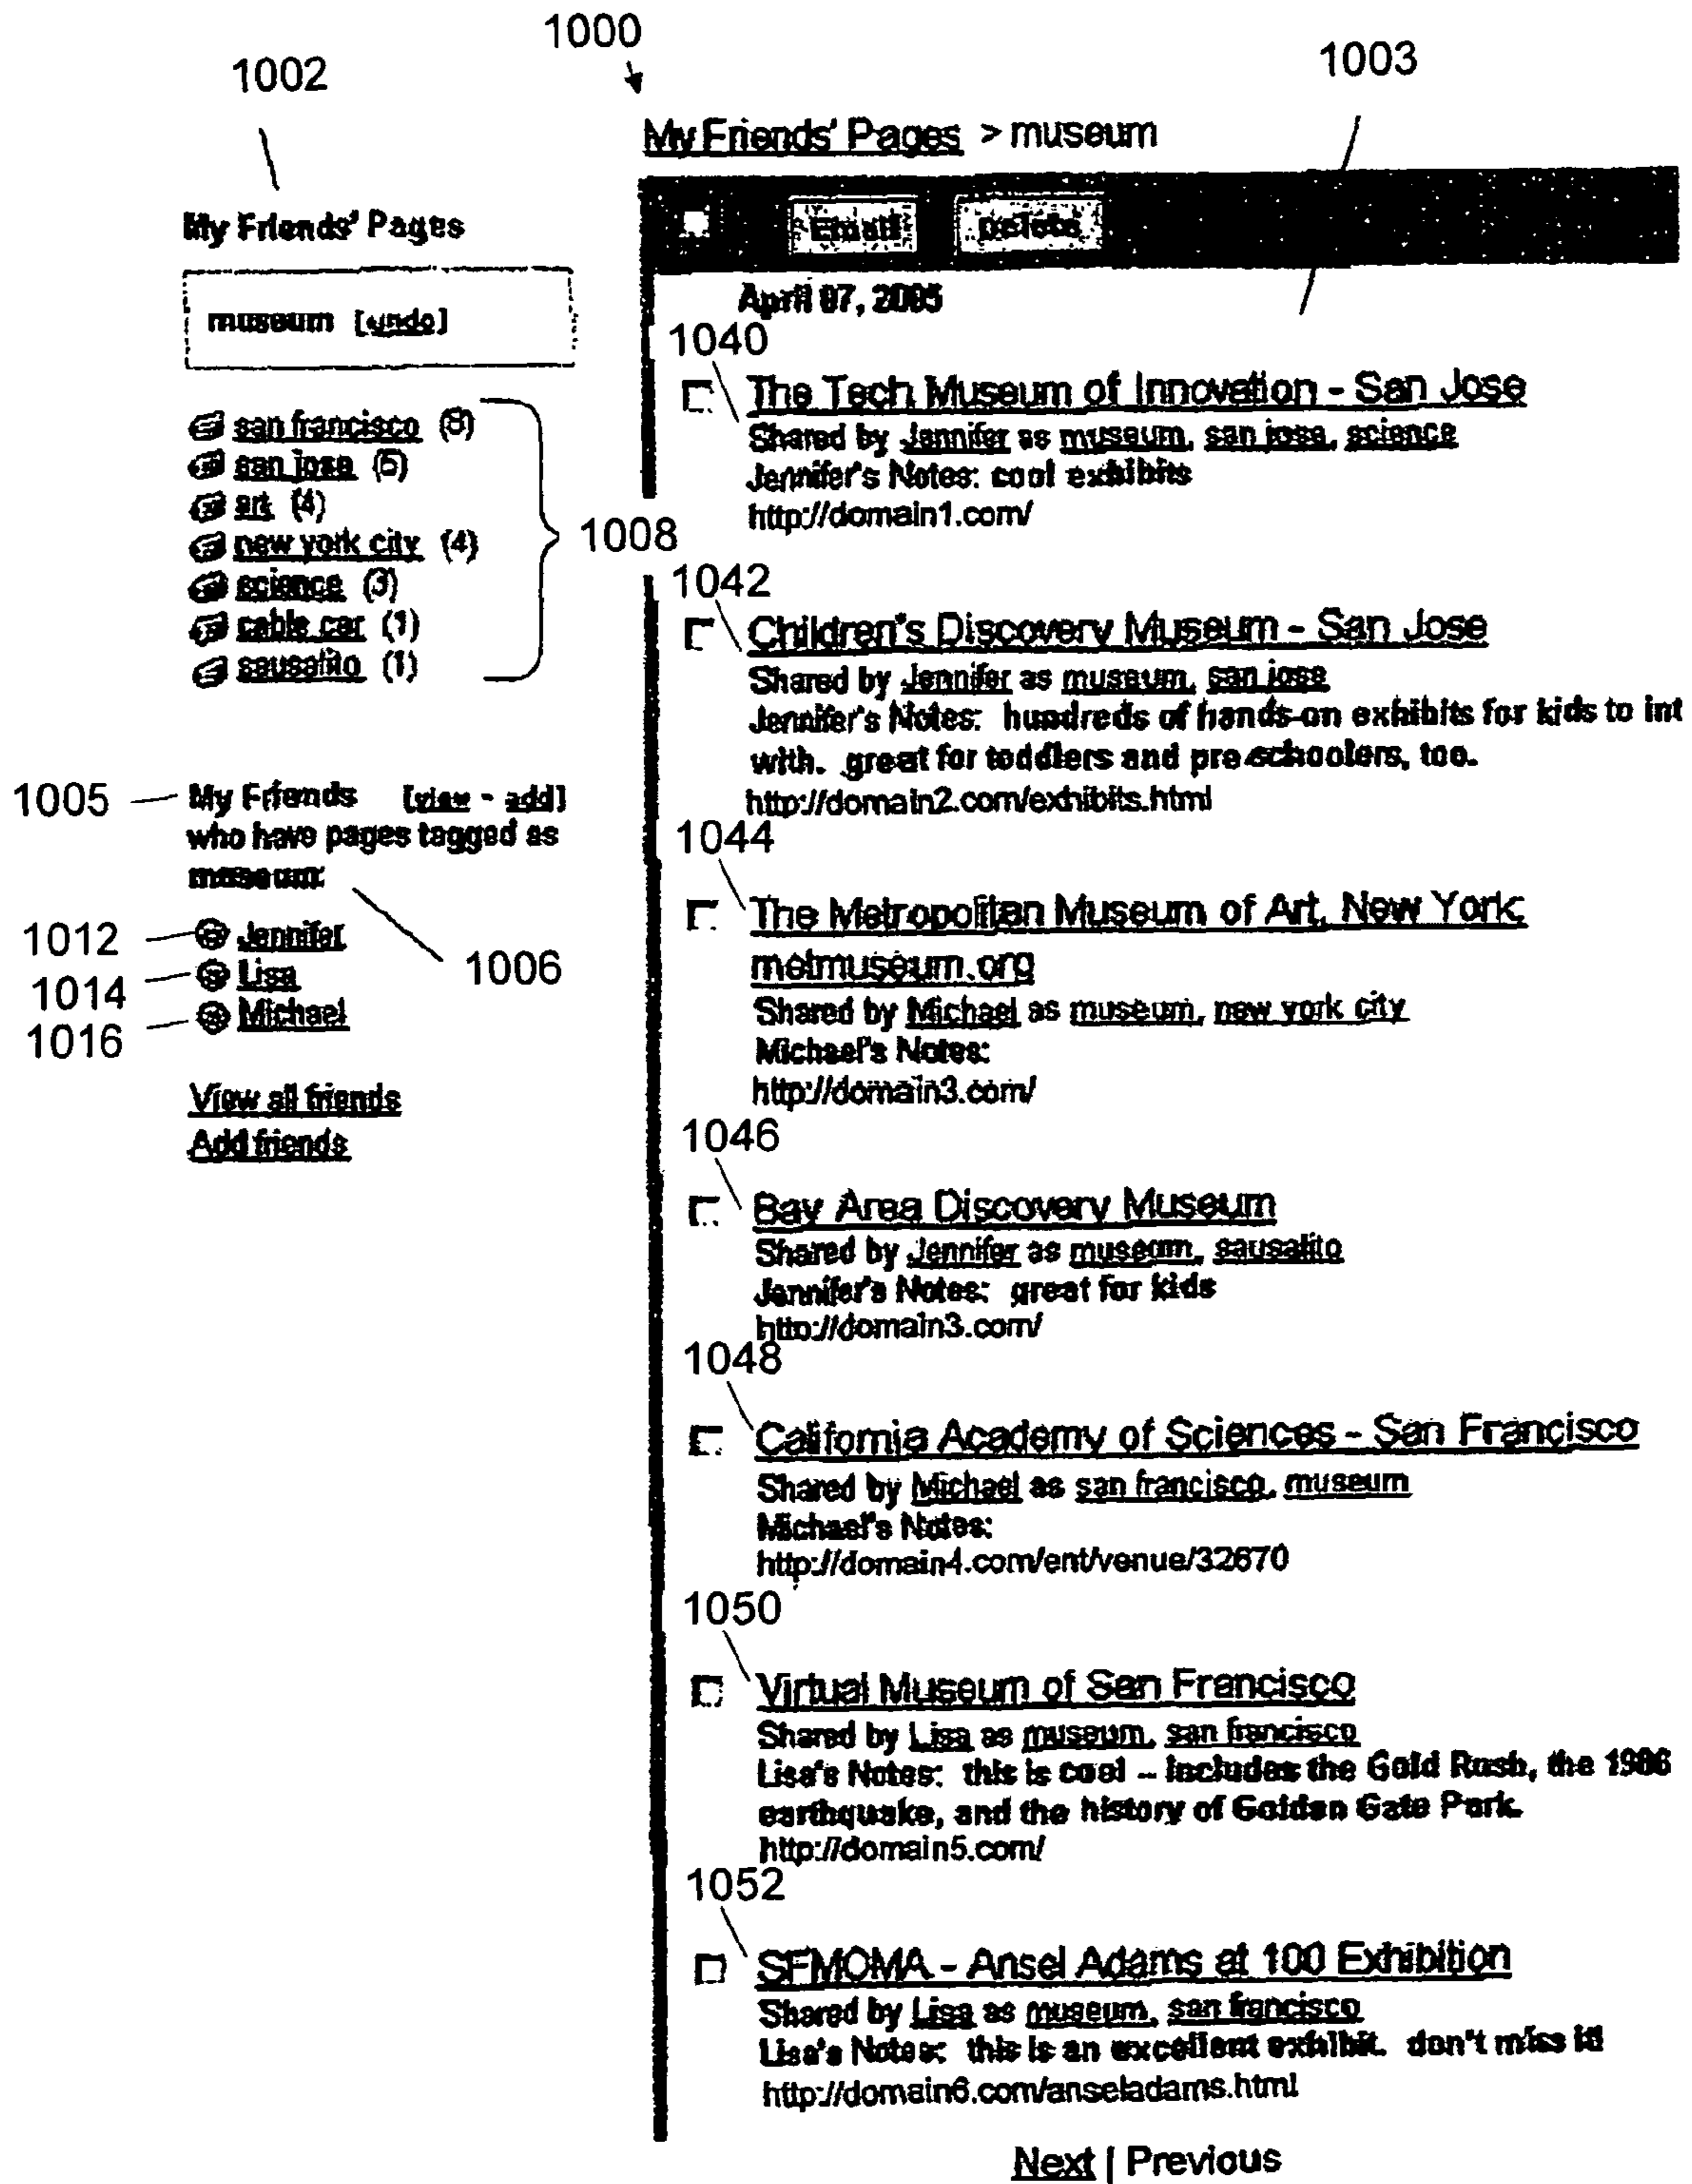 1000
1002
1003
My Friends' Pages > museum
My Friends' Pages
Email Delete
museum [undo]
san francisco
san jose (5)
art (4)
new york city (4)
science (3)
cable car (1)
sausalito (1)
1008
1005
My Friends [view - add]
who have pages tagged as
museum:
1006
1012
Jennifer
1014
Lisa
1016
Michael
View all friends
Add friends
April 07, 2005
1040
The Tech Museum of Innovation - San Jose
Shared by Jennifer as museum, san jose, science
Jennifer's Notes: cool exhibits
http://domain1.com/
1042
Children's Discovery Museum - San Jose
Shared by Jennifer as museum, san jose
Jennifer's Notes: hundreds of hands-on exhibits for kids to int
with. great for toddlers and pre-schoolers, too.
http://domain2.com/exhibits.html
1044
The Metropolitan Museum of Art, New York;
metmuseum.org
Shared by Michael as museum, new york city
Michael's Notes:
http://domain3.com/
1046
Bay Area Discovery Museum
Shared by Jennifer as museum, sausalito
Jennifer's Notes: great for kids
http://domain3.com/
1048
California Academy of Sciences - San Francisco
Shared by Michael as san francisco, museum
Michael's Notes:
http://domain4.com/ent/venue/32670
1050
Virtual Museum of San Francisco
Shared by Lisa as museum, san francisco
Lisa's Notes: this is cool -- includes the Gold Rush, the 1906
earthquake, and the history of Golden Gate Park.
http://domain5.com/
1052
SFMOMA - Ansel Adams at 100 Exhibition
Shared by Lisa as museum, san francisco
Lisa's Notes: this is an excellent exhibit. don't miss it!
http://domain6.com/anseladams.html
Next | Previous